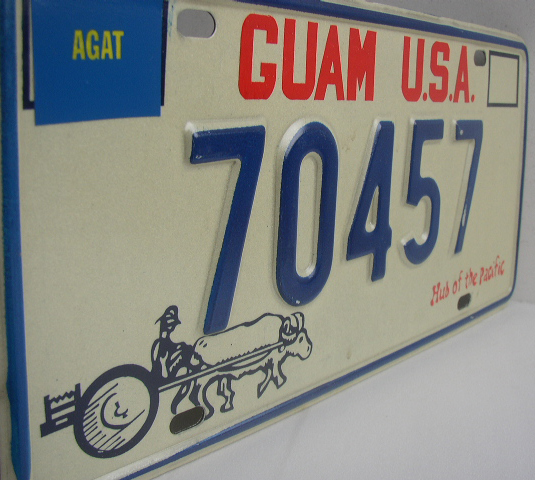 AGAT
GUAM U.S.A.
70457
Hub of the Pacific